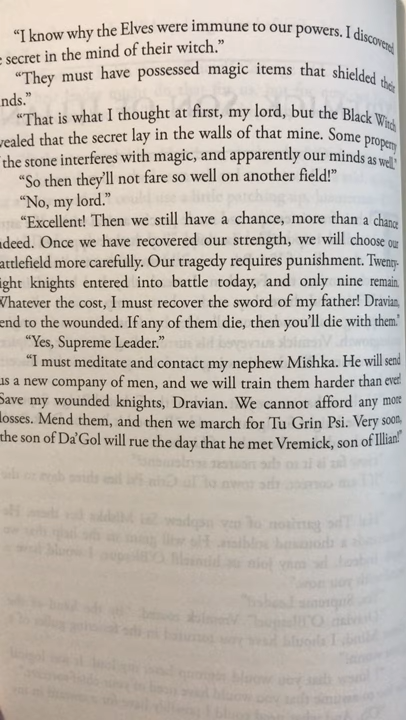 “I know why the Elves were immune to our powers. I discovered
secret in the mind of their witch.”
“They must have possessed magic items that shielded their
nds.”
“That is what I thought at first, my lord, but the Black Witch
vealed that the secret lay in the walls of that mine. Some property
the stone interferes with magic, and apparently our minds as well.”
“So then they’ll not fare so well on another field!”
“No, my lord.”
“Excellent! Then we still have a chance, more than a chance
deed. Once we have recovered our strength, we will choose our
attlefield more carefully. Our tragedy requires punishment. Twenty-
ight knights entered into battle today, and only nine remain.
Whatever the cost, I must recover the sword of my father! Dravian,
end to the wounded. If any of them die, then you’ll die with them.”
“Yes, Supreme Leader.”
“I must meditate and contact my nephew Mishka. He will send
us a new company of men, and we will train them harder than ever!
Save my wounded knights, Dravian. We cannot afford any more
losses. Mend them, and then we march for Tu Grin Psi. Very soon,
the son of Da’Gol will rue the day that he met Vremick, son of Illian!”